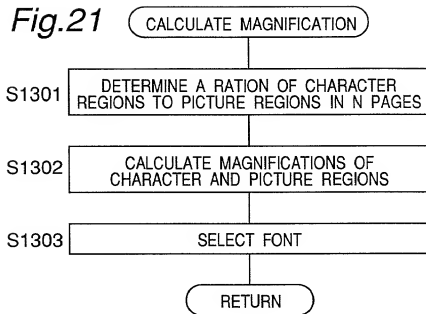 Fig.21
CALCULATE MAGNIFICATION
S1301
DETERMINE A RATION OF CHARACTER
REGIONS TO PICTURE REGIONS IN N PAGES
S1302
CALCULATE MAGNIFICATIONS OF
CHARACTER AND PICTURE REGIONS
S1303
SELECT FONT
RETURN